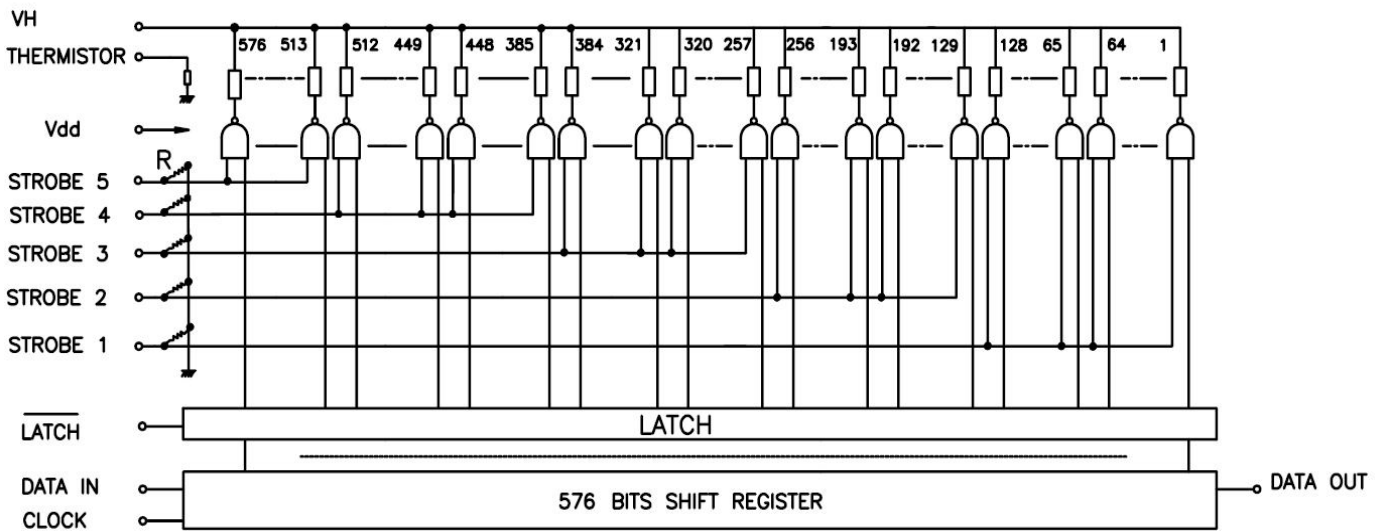 VH
576 513 512 449 448 385 384 321 320 257 256 193 192 129 128 65 64 1
THERMISTOR
Vdd
R
STROBE 5
STROBE 4
STROBE 3
STROBE 2
STROBE 1
LATCH
LATCH
DATA IN
576 BITS SHIFT REGISTER
DATA OUT
CLOCK